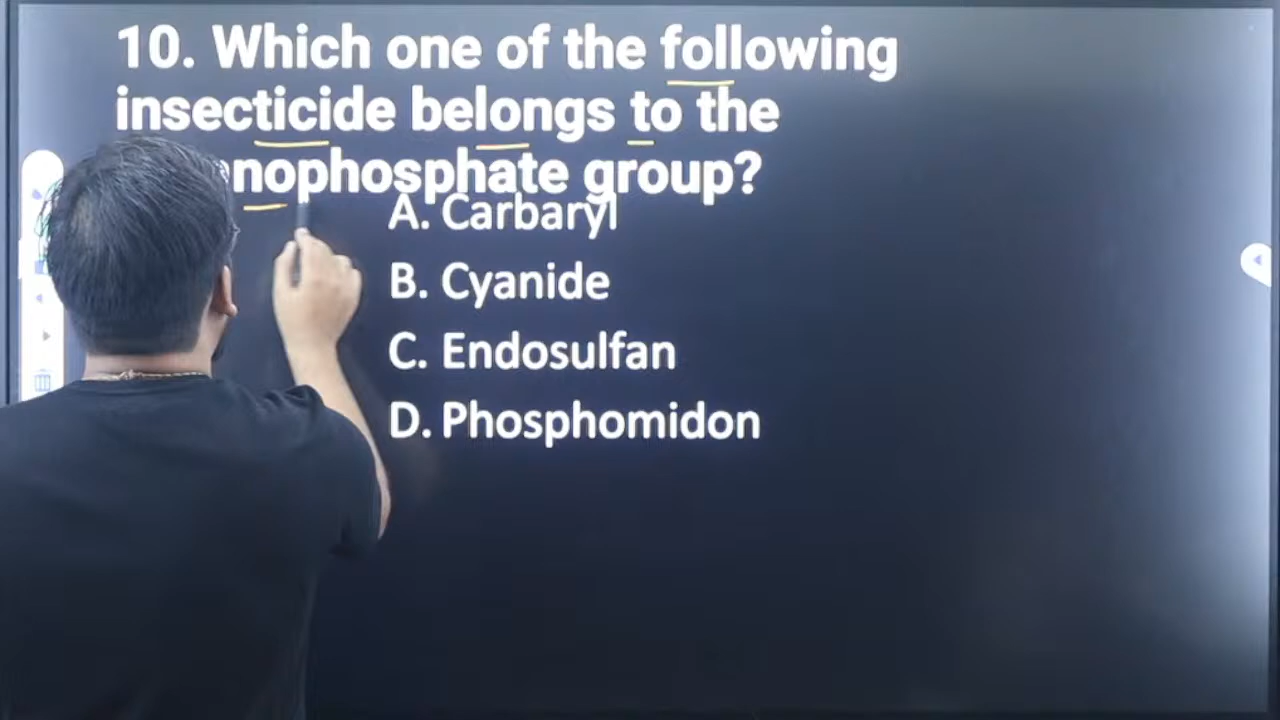 10. Which one of the following
insecticide belongs to the
nophosphate group?
A. Carbaryl
B. Cyanide
C. Endosulfan
D. Phosphomidon